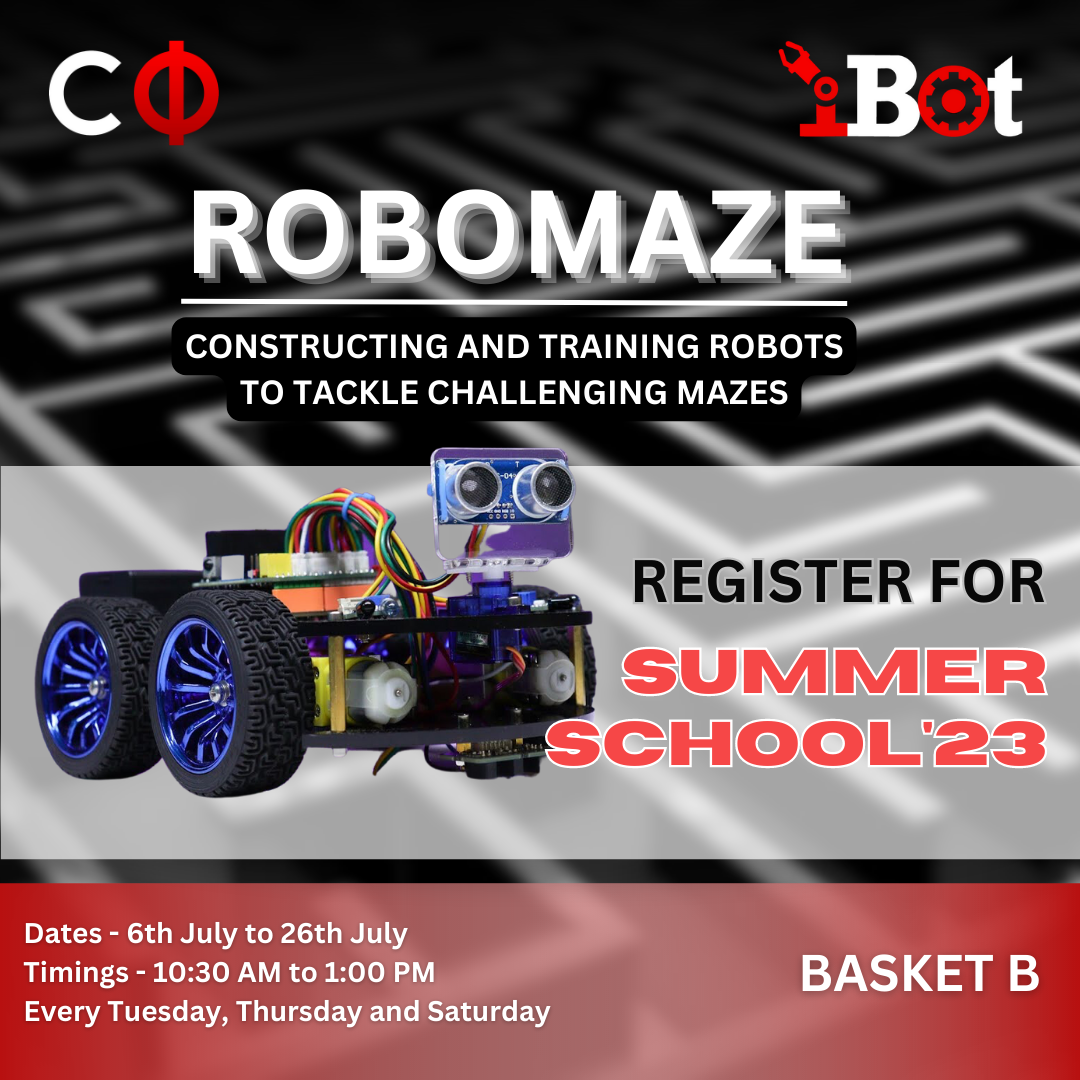 CΦ
iBot
ROBOMAZE
CONSTRUCTING AND TRAINING ROBOTS
TO TACKLE CHALLENGING MAZES
REGISTER FOR
SUMMER
SCHOOL'23
Dates - 6th July to 26th July
Timings - 10:30 AM to 1:00 PM
Every Tuesday, Thursday and Saturday
BASKET B